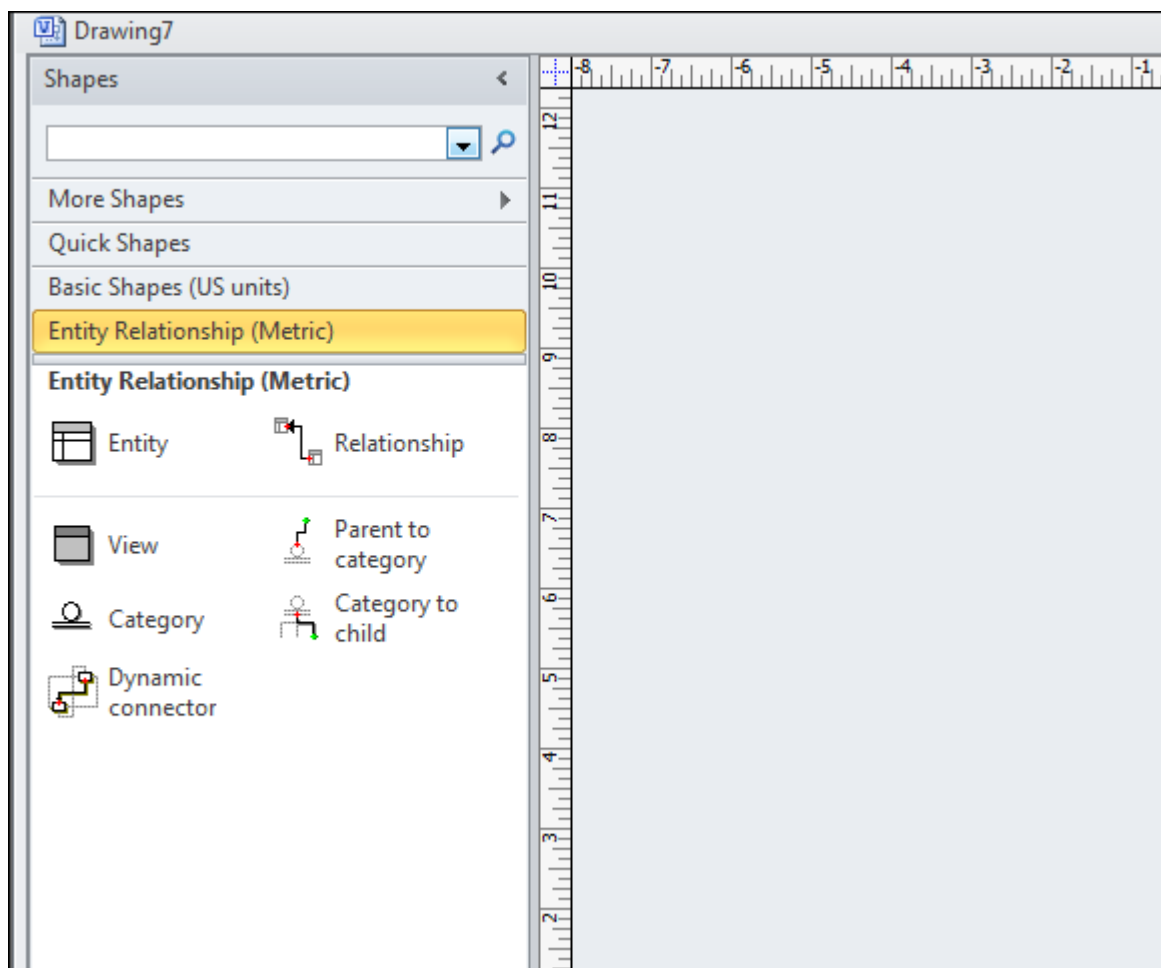 Drawing7
Shapes
-8 -7 -6 -5 -4 -3 -2 -1
More Shapes
Quick Shapes
Basic Shapes (US units)
Entity Relationship (Metric)
Entity Relationship (Metric)
Entity
Relationship
View
Parent to
category
Category
Category to
child
Dynamic
connector
12
11
10
9
8
7
6
5
4
3
2